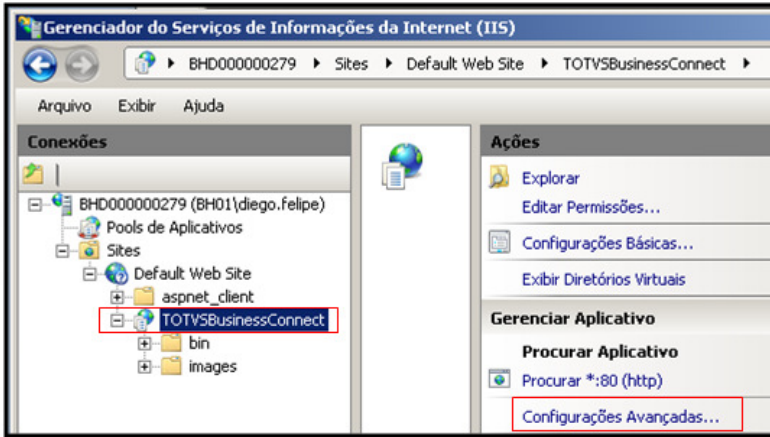 Gerenciador do Serviços de Informações da Internet (IIS)
BHD000000279 Sites Default Web Site TOTVSBusinessConnect
Arquivo Exibir Ajuda
Conexões
BHD000000279 (BH01\diego.felipe)
Pools de Aplicativos
Sites
Default Web Site
aspnet_client
TOTVSBusinessConnect
bin
images
Ações
Explorar
Editar Permissões...
Configurações Básicas...
Exibir Diretórios Virtuais
Gerenciar Aplicativo
Procurar Aplicativo
Procurar *:80 (http)
Configurações Avançadas...